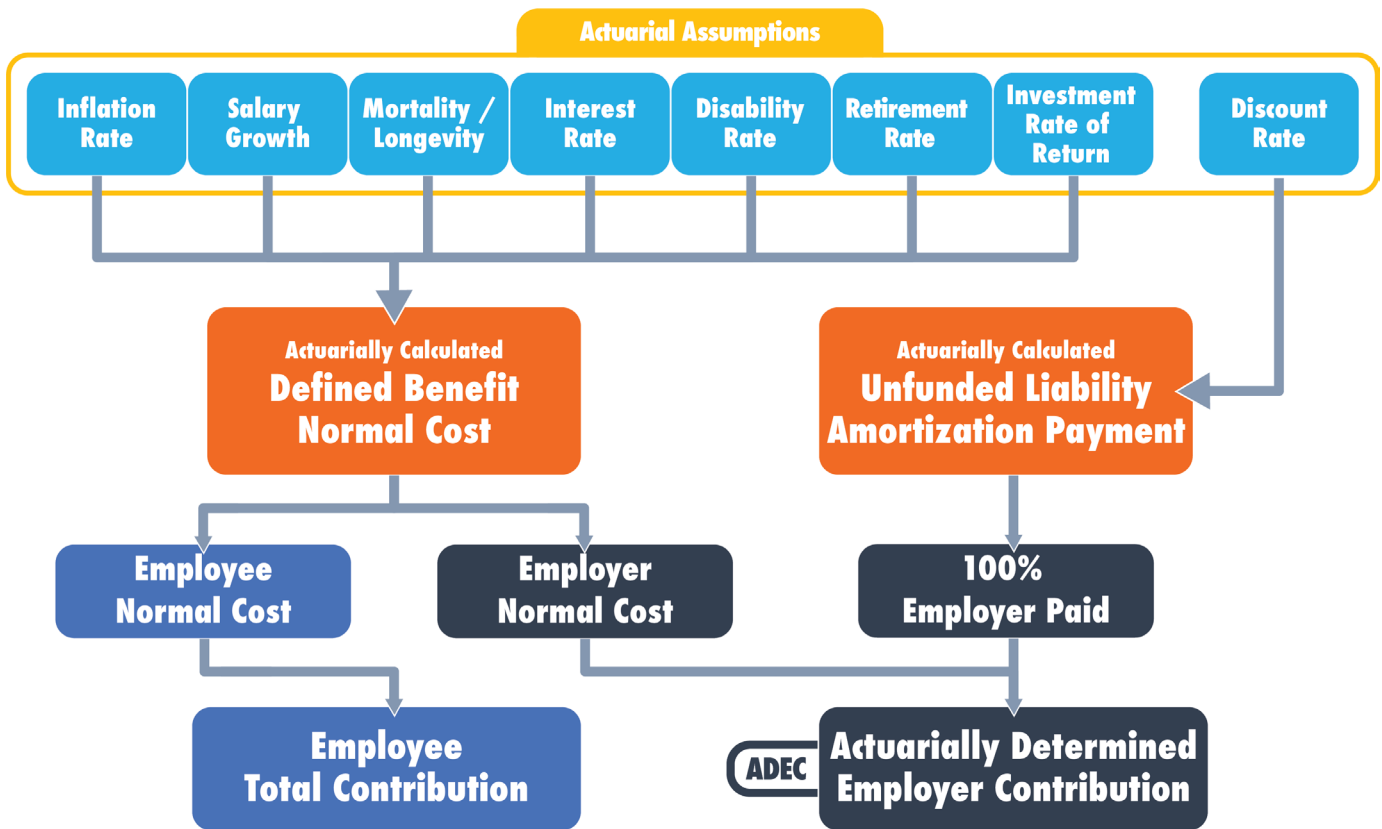 Actuarial Assumptions
Inflation
Rate
Salary
Growth
Mortality /
Longevity
Interest
Rate
Disability
Rate
Retirement
Rate
Investment
Rate of
Return
Discount
Rate
Actuarially Calculated
Defined Benefit
Normal Cost
Actuarially Calculated
Unfunded Liability
Amortization Payment
Employee
Normal Cost
Employer
Normal Cost
100%
Employer Paid
Employee
Total Contribution
ADEC
Actuarially Determined
Employer Contribution